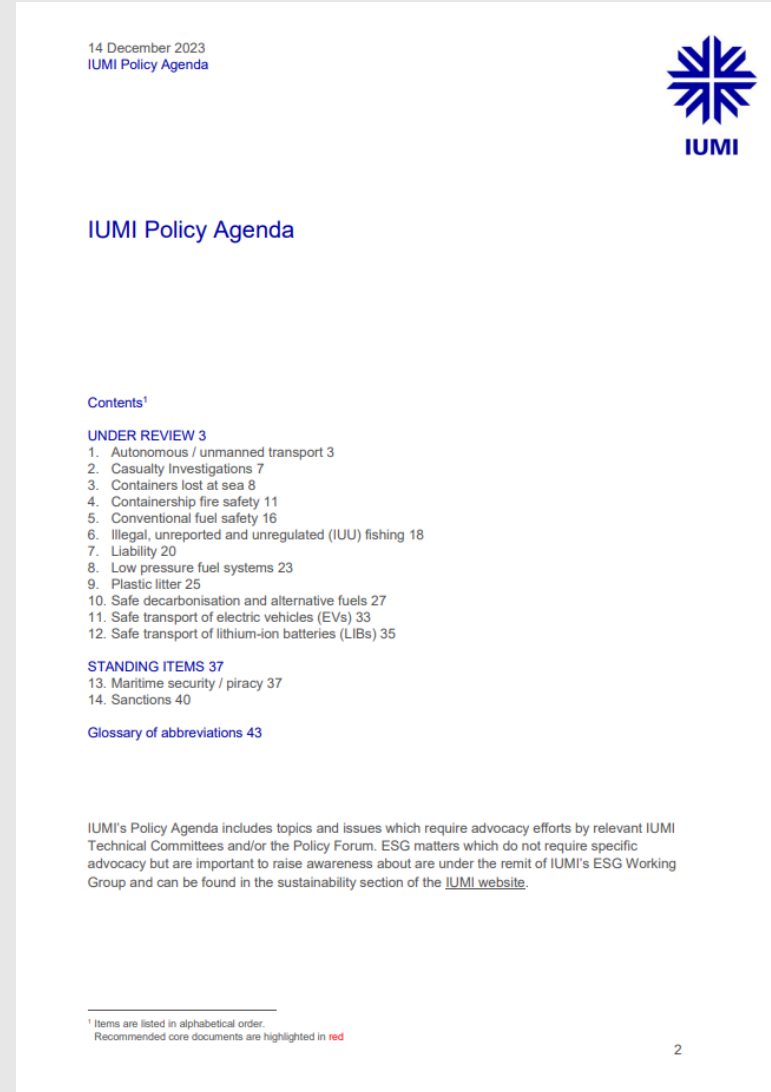 14 December 2023
IUMI Policy Agenda
IUMI
IUMI Policy Agenda
Contents¹
UNDER REVIEW 3
1. Autonomous / unmanned transport 3
2. Casualty Investigations 7
3. Containers lost at sea 8
4. Containership fire safety 11
5. Conventional fuel safety 16
6. Illegal, unreported and unregulated (IUU) fishing 18
7. Liability 20
8. Low pressure fuel systems 23
9. Plastic litter 25
10. Safe decarbonisation and alternative fuels 27
11. Safe transport of electric vehicles (EVs) 33
12. Safe transport of lithium-ion batteries (LIBs) 35
STANDING ITEMS 37
13. Maritime security / piracy 37
14. Sanctions 40
Glossary of abbreviations 43
IUMI's Policy Agenda includes topics and issues which require advocacy efforts by relevant IUMI
Technical Committees and/or the Policy Forum. ESG matters which do not require specific
advocacy but are important to raise awareness about are under the remit of IUMI's ESG Working
Group and can be found in the sustainability section of the IUMI website.
¹ Items are listed in alphabetical order.
Recommended core documents are highlighted in red
2